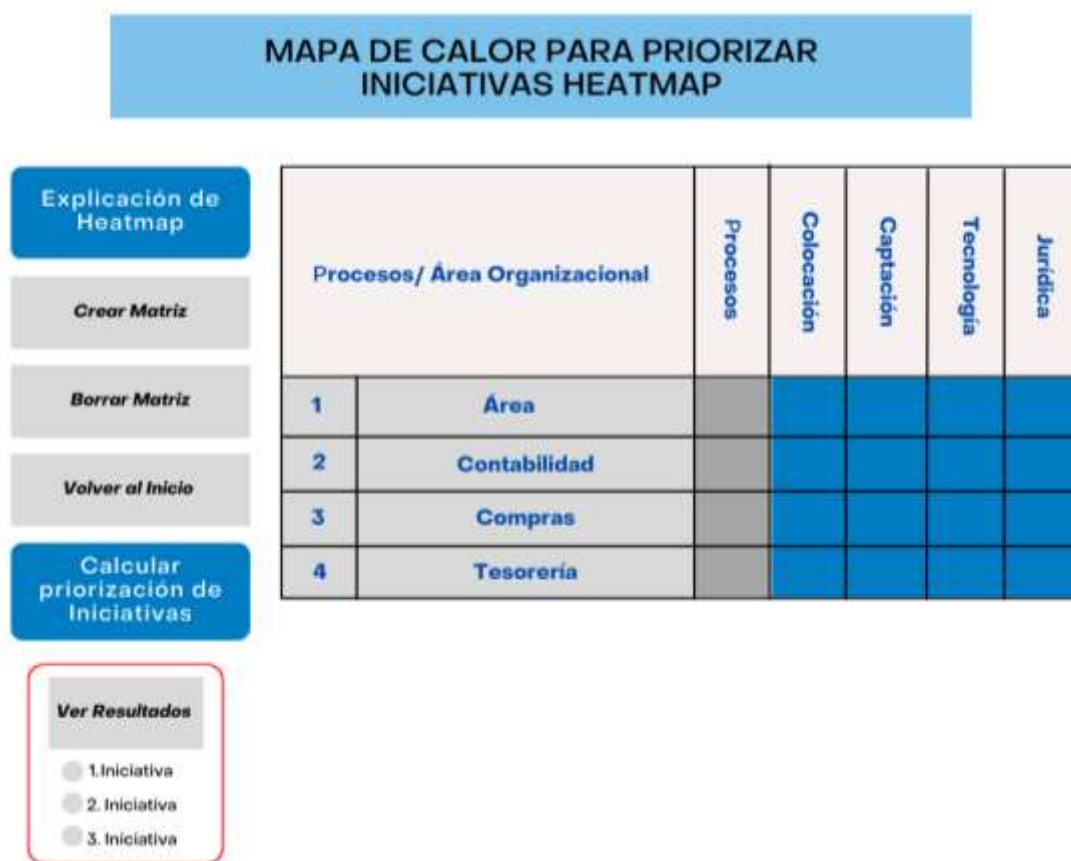 MAPA DE CALOR PARA PRIORIZAR
INICIATIVAS HEATMAP
Explicación de
Heatmap
Crear Matriz
Borrar Matriz
Volver al Inicio
Calcular
priorización de
Iniciativas
Ver Resultados
1.Iniciativa
2. Iniciativa
3. Iniciativa
Procesos/ Área Organizacional
Procesos
Colocación
Captación
Tecnología
Jurídica
1 Área
2 Contabilidad
3 Compras
4 Tesorería